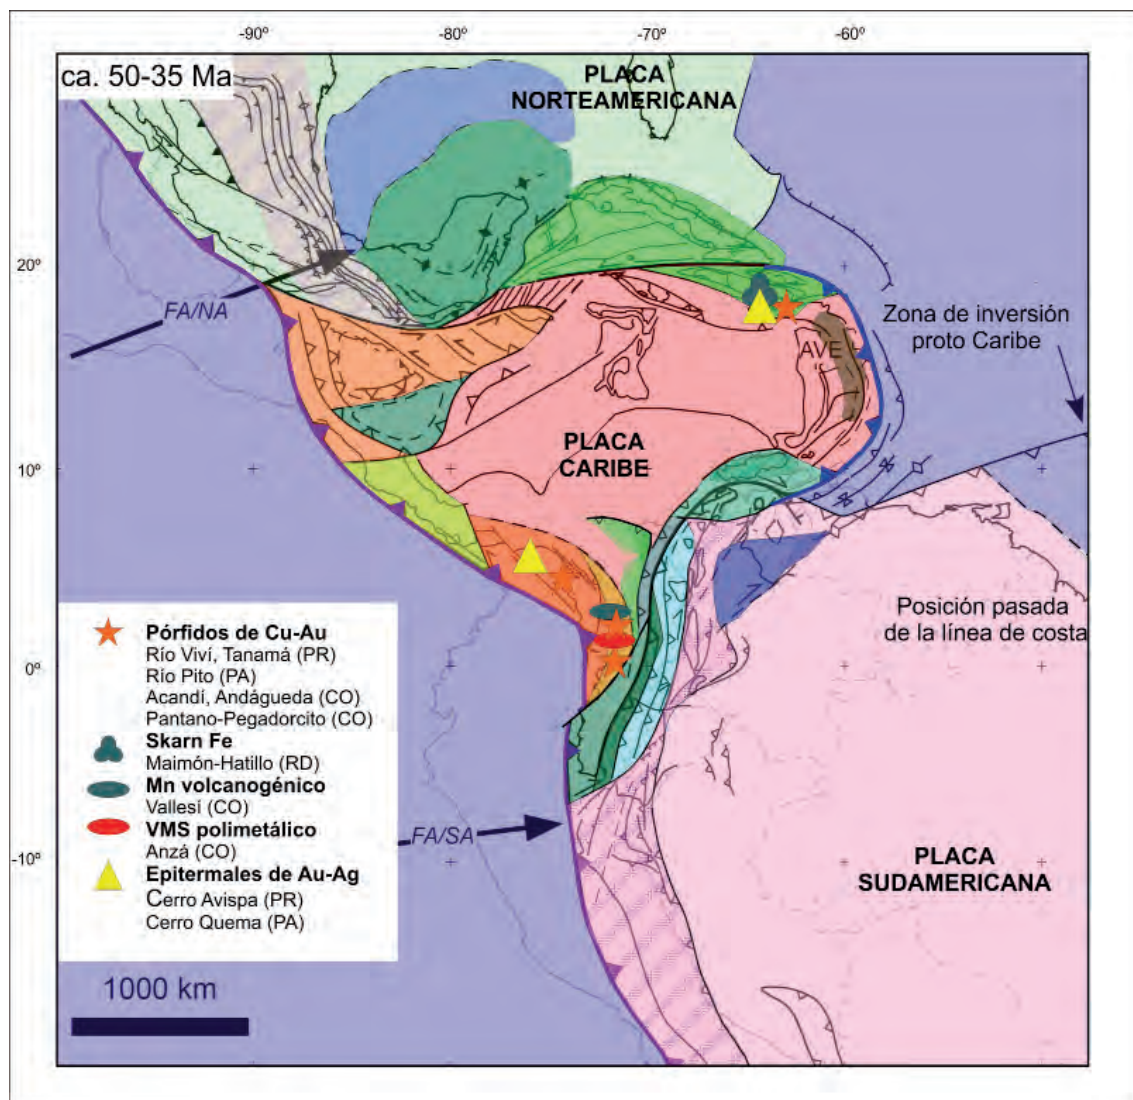 -90º
-80º
-70º
-60º
ca. 50-35 Ma
PLACA
NORTEAMERICANA
20º
FA/NA
Zona de inversión
proto Caribe
AVE
PLACA
CARIBE
10º
Posición pasada
de la línea de costa
0º
Pórfidos de Cu-Au
Río Viví, Tanamá (PR)
Río Pito (PA)
Acandí, Andágueda (CO)
Pantano-Pegadorcito (CO)
Skarn Fe
Maimón-Hatillo (RD)
Mn volcanogénico
Vallesí (CO)
VMS polimetálico
Anzá (CO)
Epitermales de Au-Ag
Cerro Avispa (PR)
Cerro Quema (PA)
FA/SA
-10º
PLACA
SUDAMERICANA
1000 km